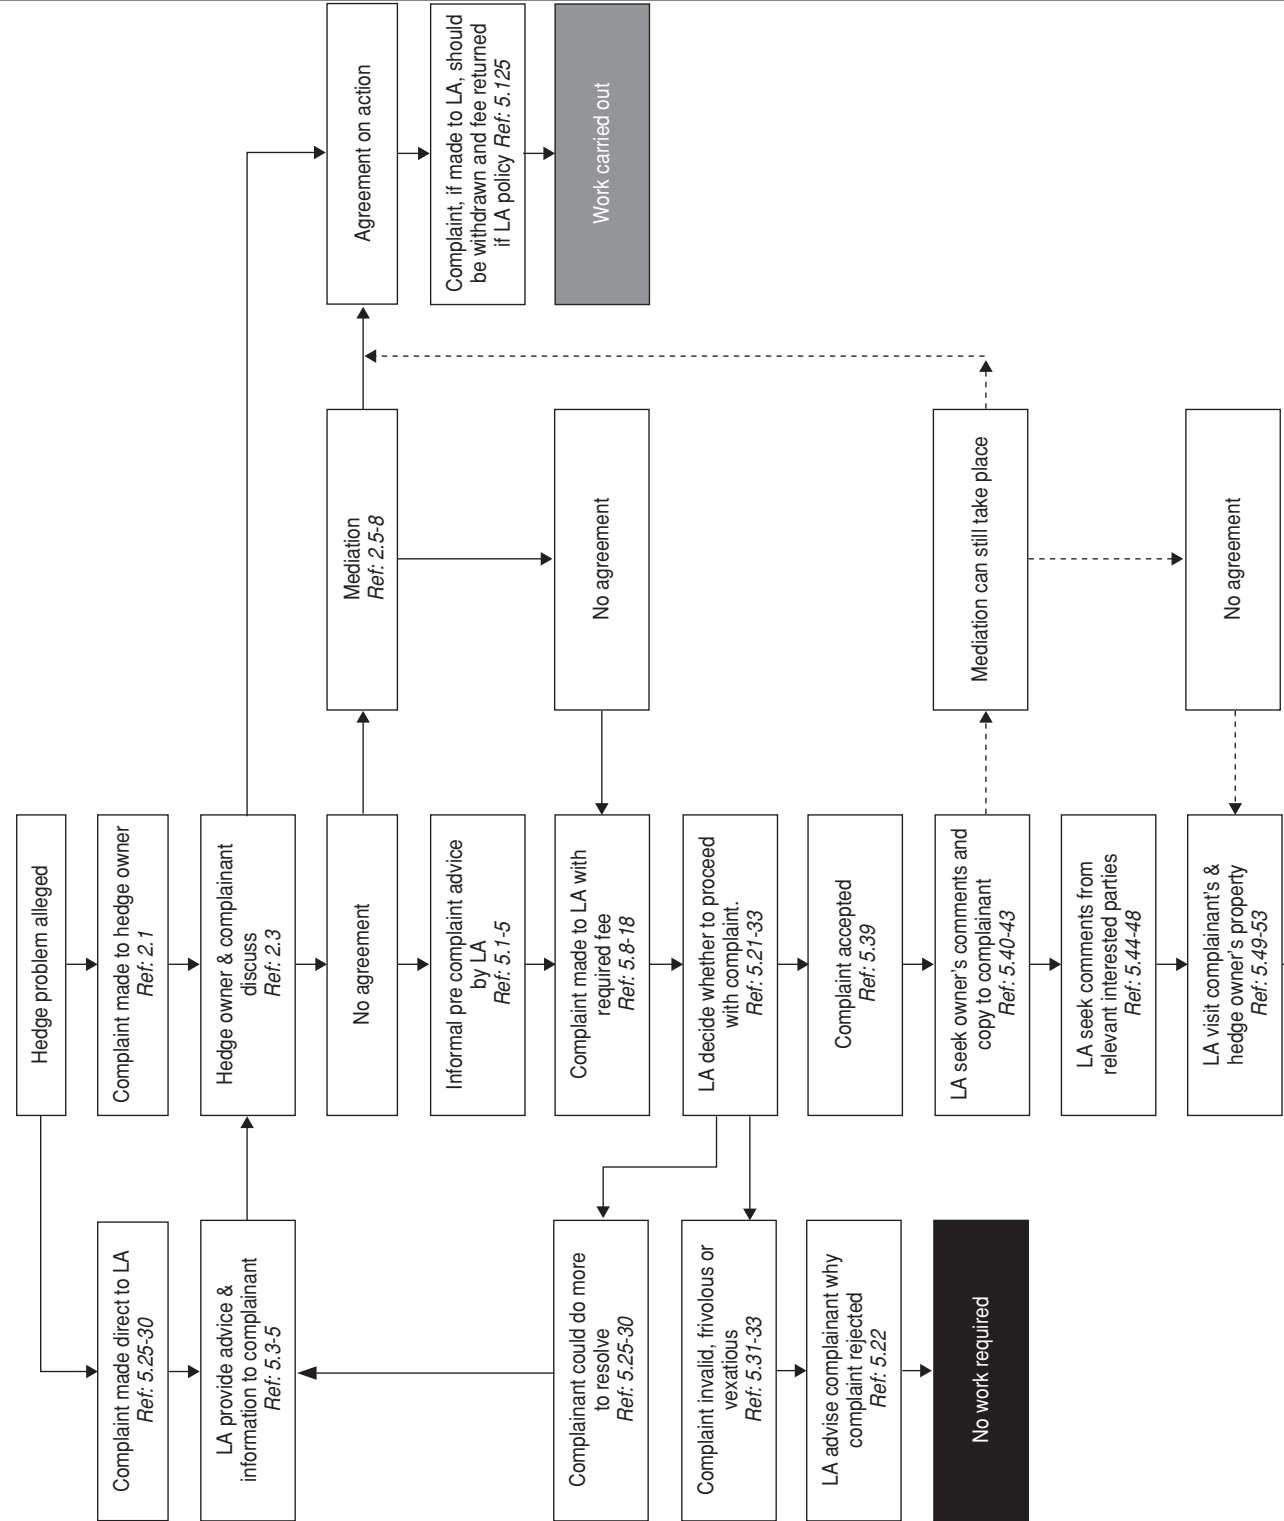 Hedge problem alleged
Complaint made to hedge owner
Ref: 2.1
Complaint made direct to LA
Ref: 5.25-30
Hedge owner & complainant
discuss
Ref: 2.3
LA provide advice &
information to complainant
Ref: 5.3-5
No agreement
Mediation
Ref: 2.5-8
Agreement on action
Informal pre complaint advice
by LA
Ref: 5.1-5
Complaint, if made to LA, should
be withdrawn and fee returned
if LA policy Ref: 5.125
Complaint made to LA with
required fee
Ref: 5.8-18
No agreement
Work carried out
Complainant could do more
to resolve
Ref: 5.25-30
LA decide whether to proceed
with complaint.
Ref: 5.21-33
Complaint invalid, frivolous or
vexatious
Ref: 5.31-33
Complaint accepted
Ref: 5.39
LA advise complainant why
complaint rejected
Ref: 5.22
LA seek owner's comments and
copy to complainant
Ref: 5.40-43
Mediation can still take place
No work required
LA seek comments from
relevant interested parties
Ref: 5.44-48
LA visit complainant's &
hedge owner's property
Ref: 5.49-53
No agreement